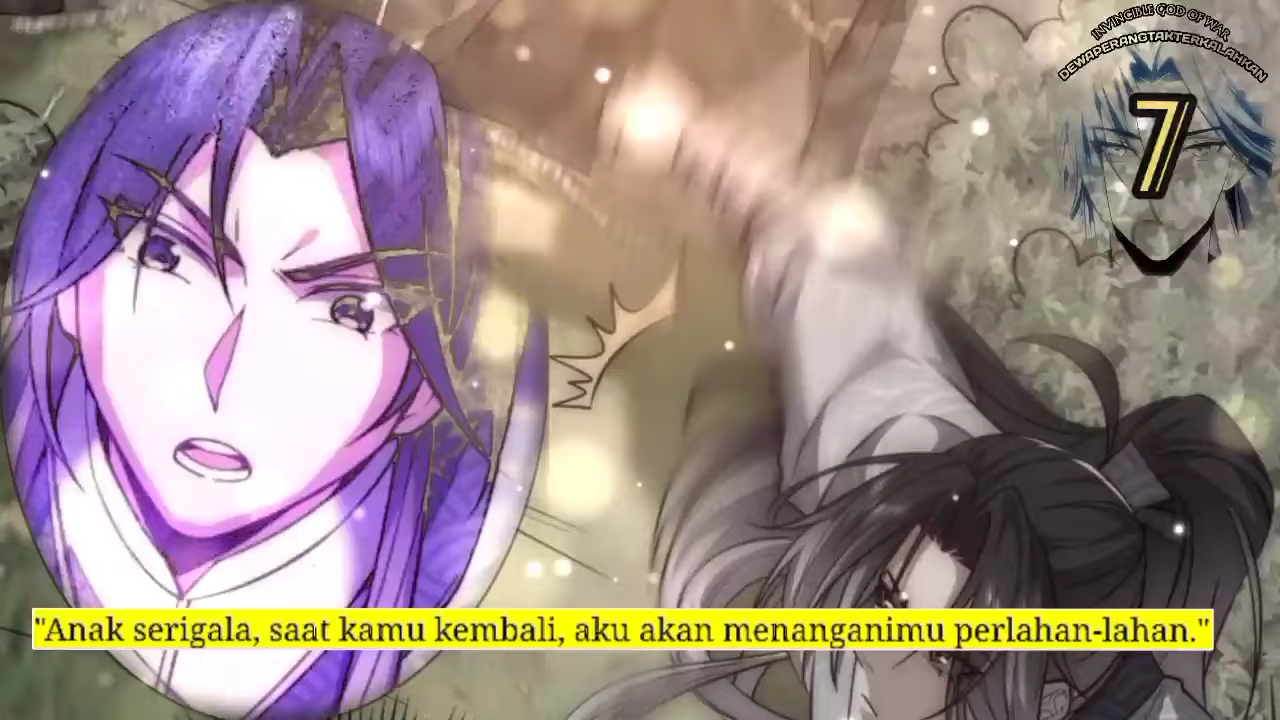 INVINCIBLE GOD OF WAR
DEWAPERANGTAKTERKALAHKAN
7
"Anak serigala, saat kamu kembali, aku akan menanganimu perlahan-lahan."